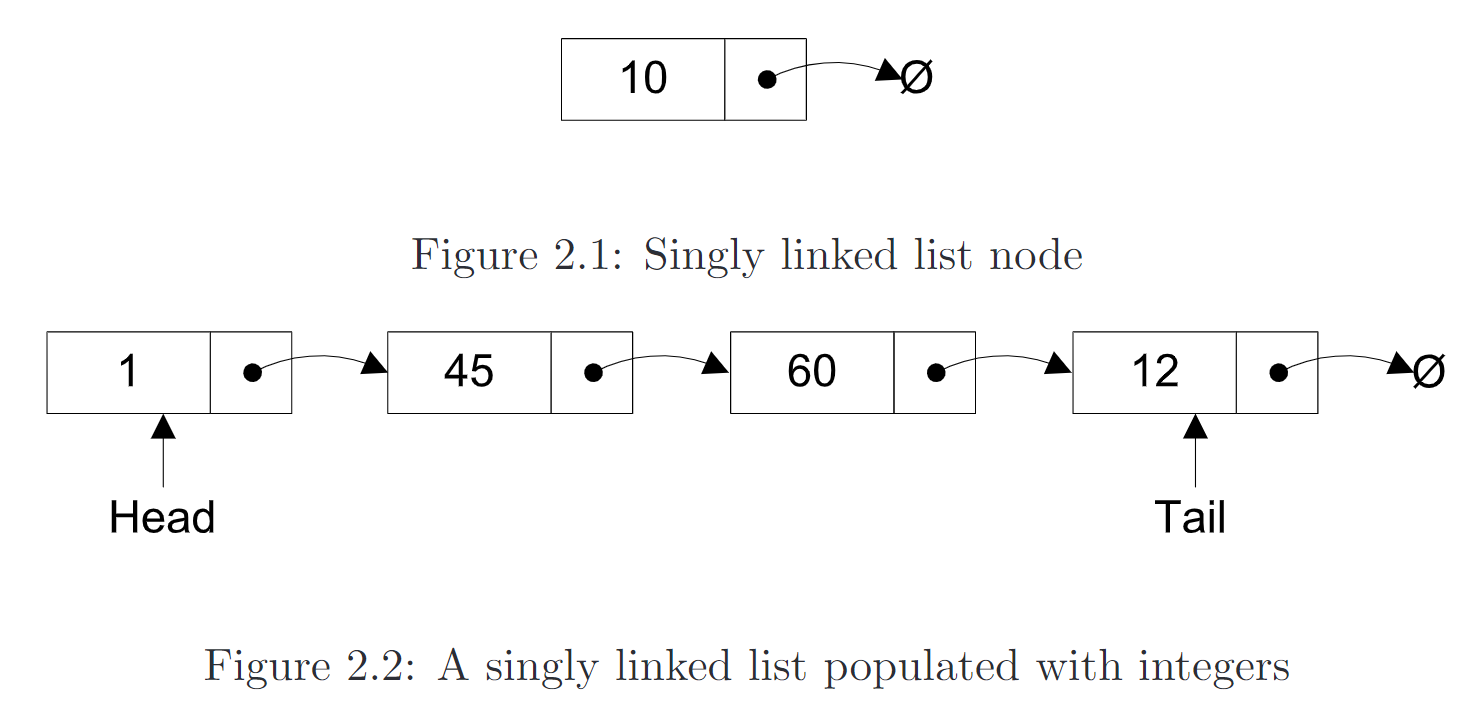 10 Ø
Figure 2.1: Singly linked list node
1 45 60 12 Ø
Head Tail
Figure 2.2: A singly linked list populated with integers